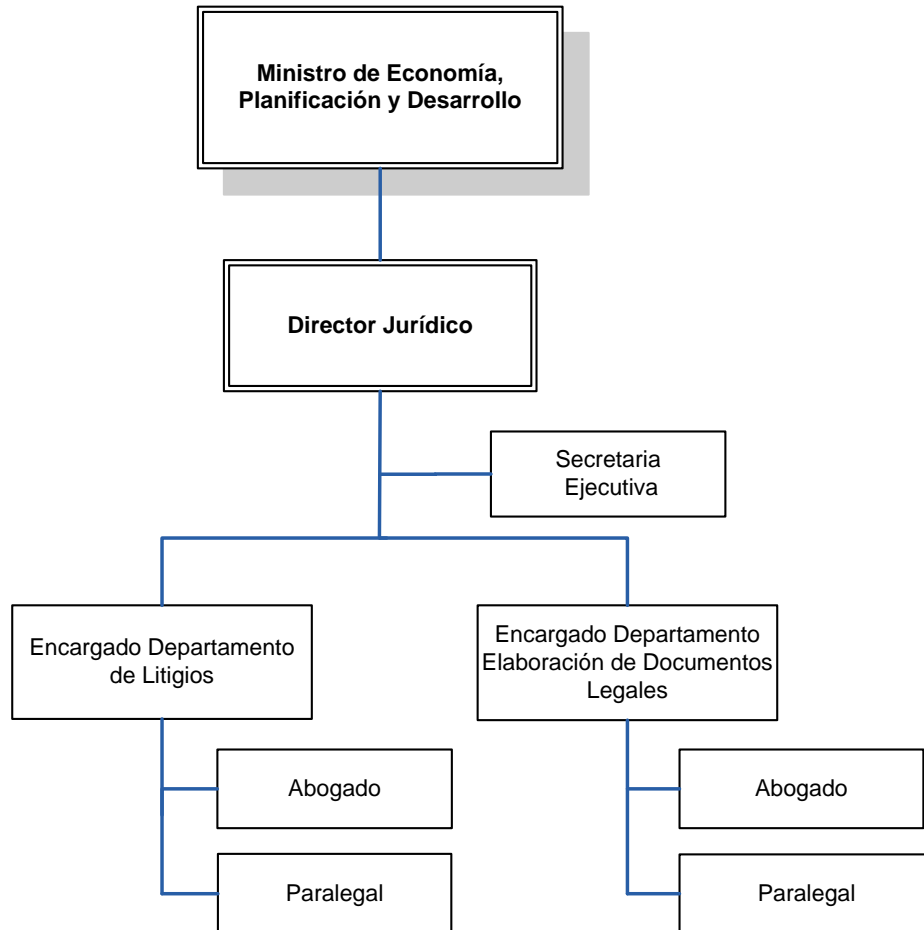 Ministro de Economía,
Planificación y Desarrollo
Director Jurídico
Secretaria
Ejecutiva
Encargado Departamento
de Litigios
Encargado Departamento
Elaboración de Documentos
Legales
Abogado
Abogado
Paralegal
Paralegal